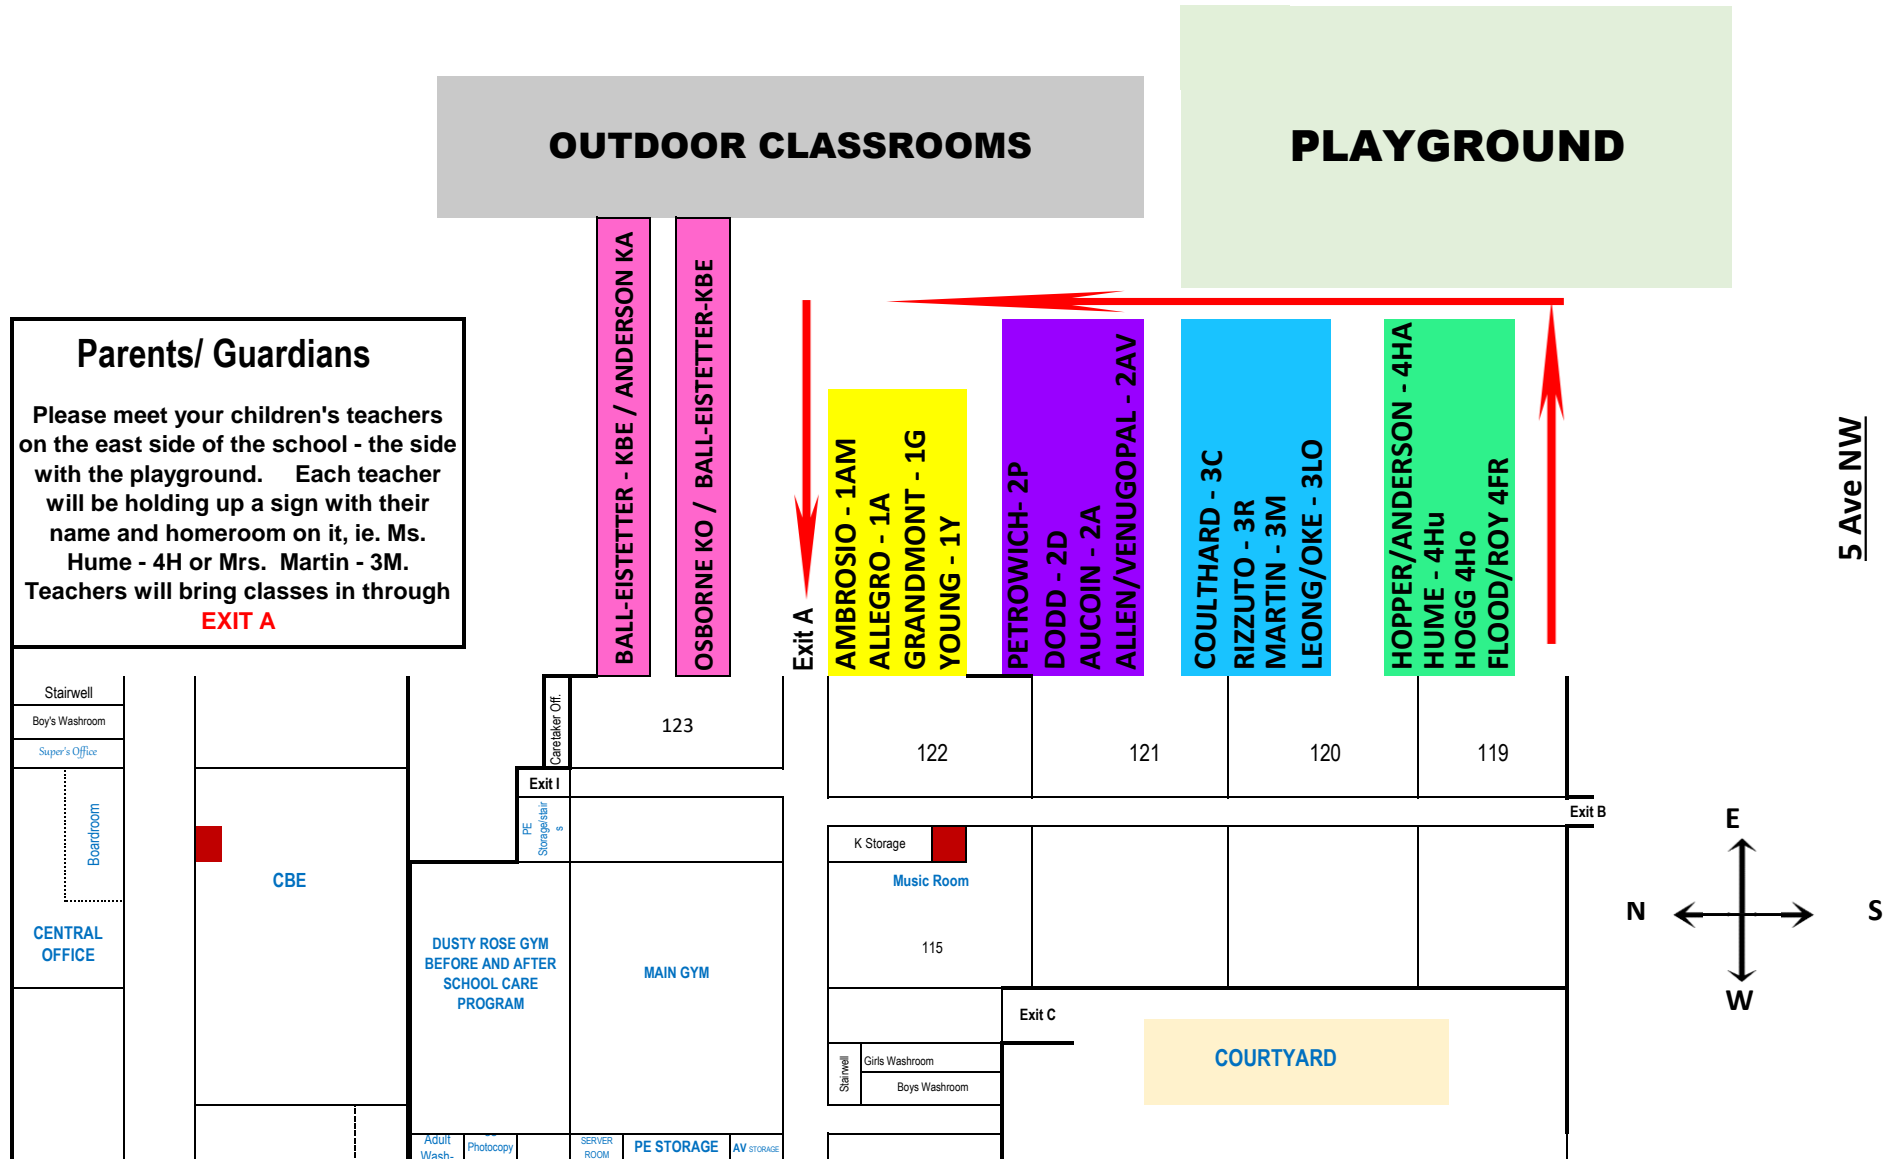 OUTDOOR CLASSROOMS
PLAYGROUND
Parents/ Guardians
Please meet your children's teachers
on the east side of the school - the side
with the playground. Each teacher
will be holding up a sign with their
name and homeroom on it, ie. Ms.
Hume - 4H or Mrs. Martin - 3M.
Teachers will bring classes in through
EXIT A
BALL-EISTETTER - KBE / ANDERSON KA
OSBORNE KO / BALL-EISTETTER-KBE
Exit A
AMBROSIO - 1AM
ALLEGRO - 1A
GRANDMONT - 1G
YOUNG - 1Y
PETROWICH- 2P
DODD - 2D
AUCOIN - 2A
ALLEN/VENUGOPAL - 2AV
COULTHARD - 3C
RIZZUTO - 3R
MARTIN - 3M
LEONG/OKE - 3LO
HOPPER/ANDERSON - 4HA
HUME - 4Hu
HOGG 4Ho
FLOOD/ROY 4FR
5 Ave NW
Stairwell
Boy's Washroom
Super's Office
Boardroom
CENTRAL
OFFICE
CBE
Caretaker Off.
123
122
121
120
119
Exit I
PE
Storage/stair
s
Exit B
K Storage
Music Room
115
DUSTY ROSE GYM
BEFORE AND AFTER
SCHOOL CARE
PROGRAM
MAIN GYM
Exit C
Stairwell
Girls Washroom
Boys Washroom
COURTYARD
E
N
S
W
Adult
Wash-
Photocopy
SERVER
ROOM
PE STORAGE
AV STORAGE